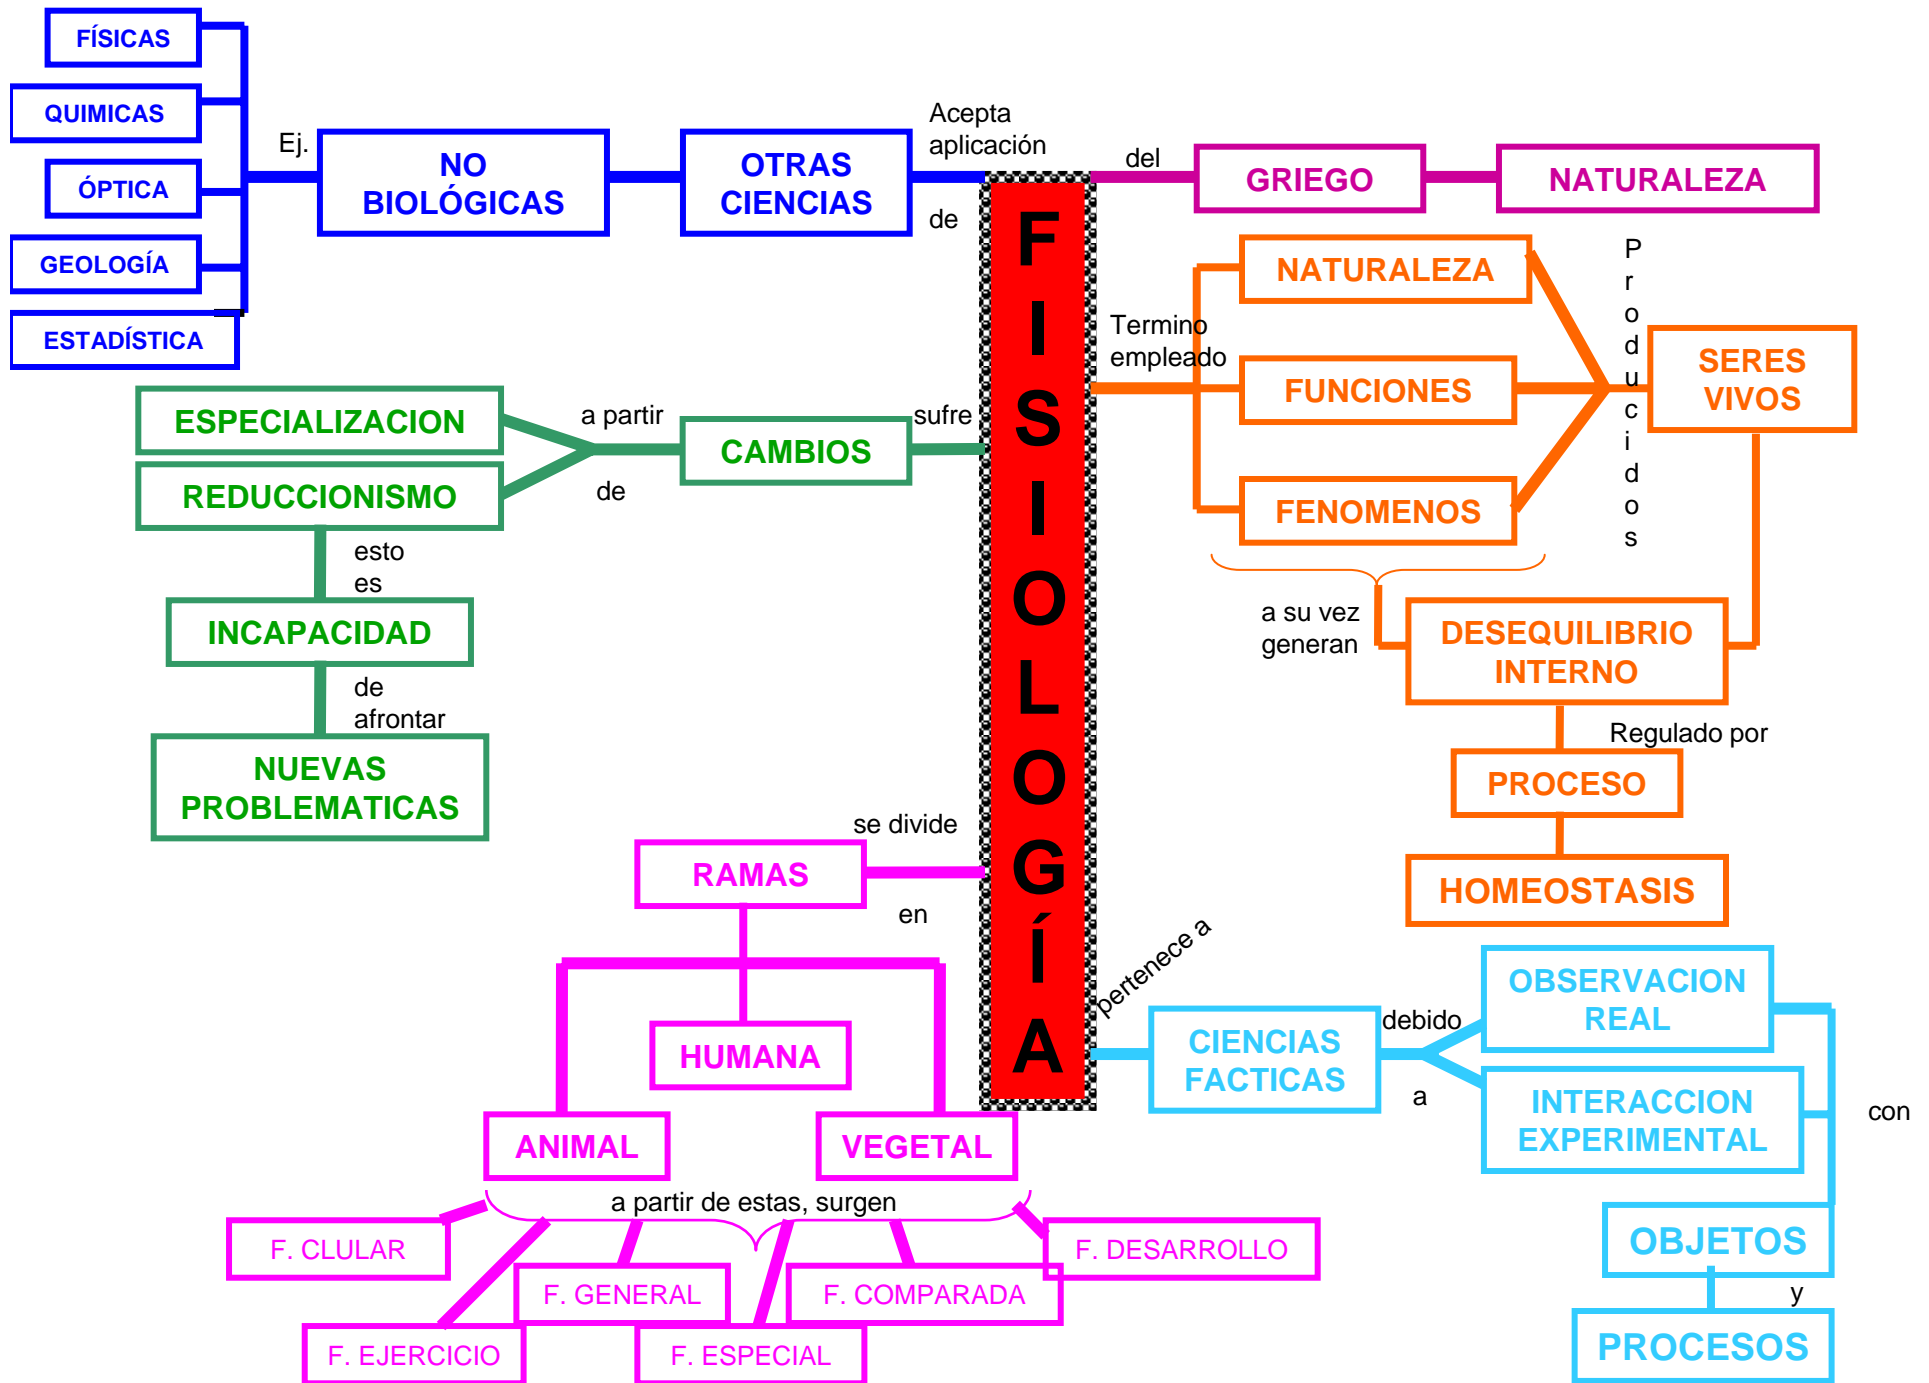 FÍSICAS
QUIMICAS
ÓPTICA
GEOLOGÍA
ESTADÍSTICA
Ej.
NO
BIOLÓGICAS
OTRAS
CIENCIAS
Acepta
aplicación
de
FISIOLOGÍA
del
GRIEGO
NATURALEZA
Termino
empleado
NATURALEZA
FUNCIONES
FENOMENOS
Producidos
SERES
VIVOS
a su vez
generan
DESEQUILIBRIO
INTERNO
Regulado por
PROCESO
HOMEOSTASIS
sufre
CAMBIOS
a partir
de
ESPECIALIZACION
REDUCCIONISMO
esto
es
INCAPACIDAD
de
afrontar
NUEVAS
PROBLEMATICAS
se divide
en
RAMAS
HUMANA
ANIMAL
VEGETAL
a partir de estas, surgen
F. CLULAR
F. DESARROLLO
F. GENERAL
F. COMPARADA
F. EJERCICIO
F. ESPECIAL
pertenece a
CIENCIAS
FACTICAS
debido
a
OBSERVACION
REAL
INTERACCION
EXPERIMENTAL
con
OBJETOS
y
PROCESOS